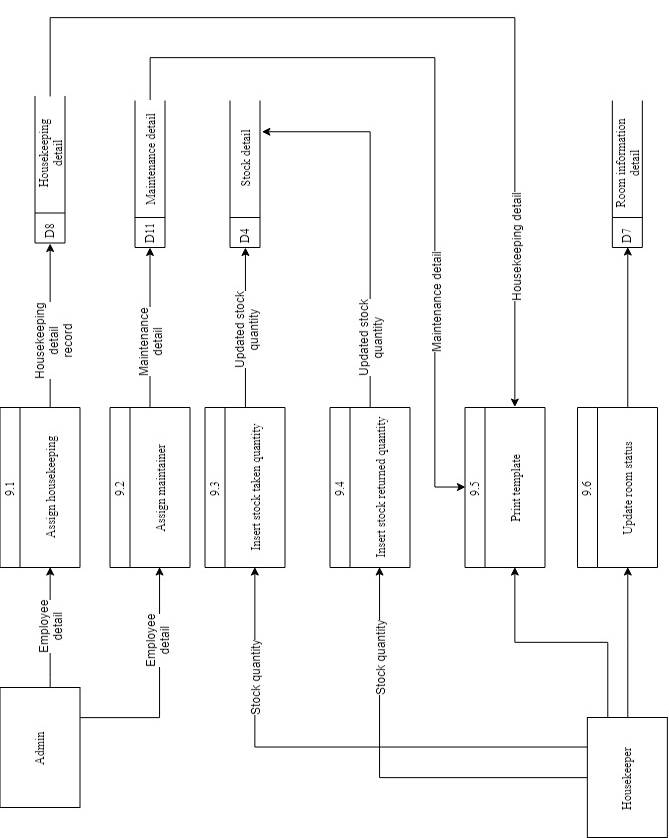 Admin
Employee
detail
9.1
Assign housekeeping
Housekeeping
detail
record
D8
Housekeeping
detail
Employee
detail
9.2
Assign maintainer
Maintenance
detail
D11
Maintenance detail
Stock quantity
9.3
Insert stock taken quantity
Updated stock
quantity
D4
Stock detail
Stock quantity
9.4
Insert stock returned quantity
Updated stock
quantity
Maintenance detail
9.5
Print template
Housekeeping detail
Housekeeper
9.6
Update room status
D7
Room information
detail